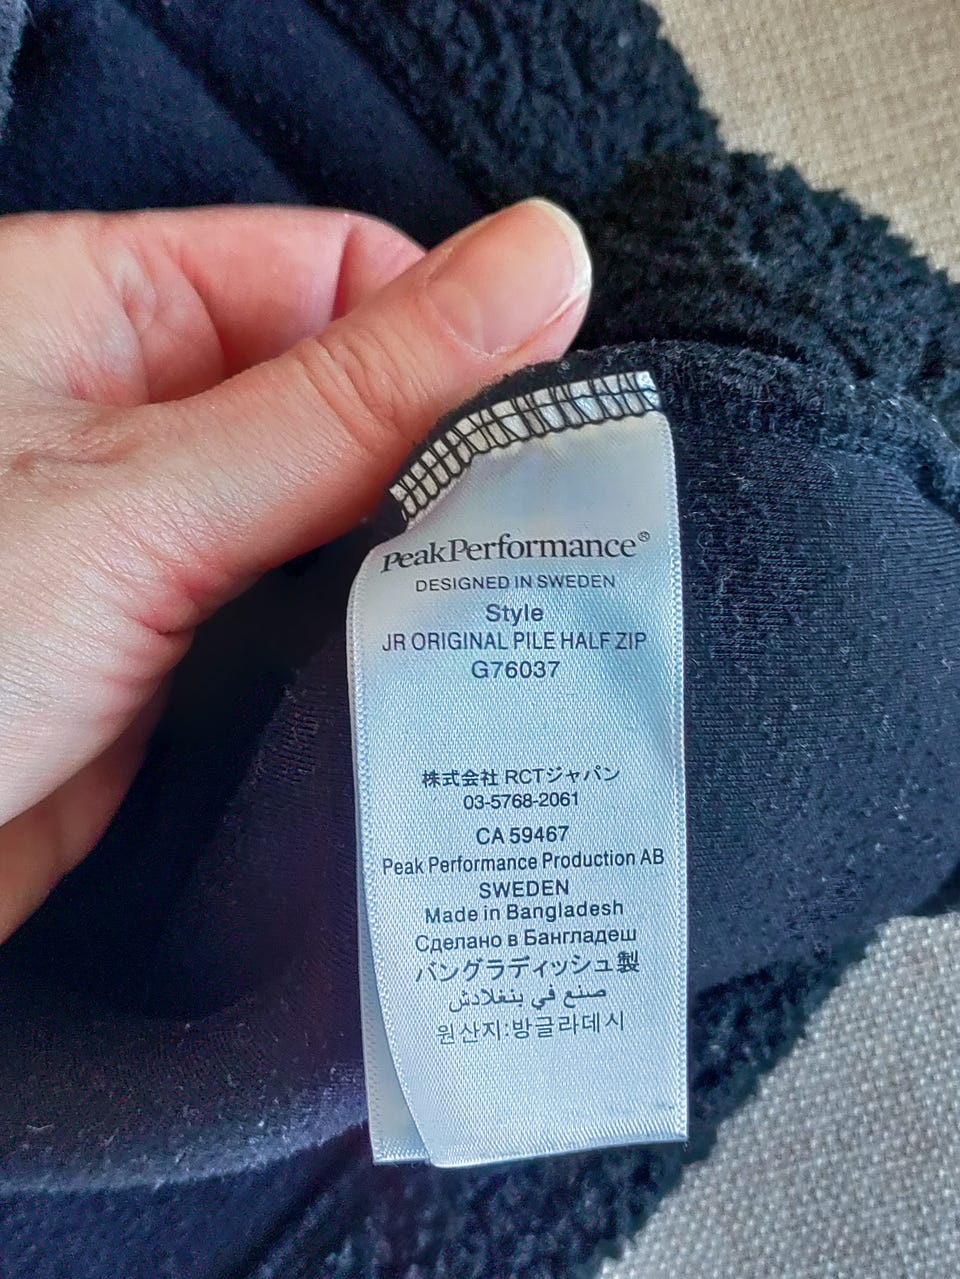 PeakPerformance®
DESIGNED IN SWEDEN
Style
JR ORIGINAL PILE HALF ZIP
G76037
株式会社 RCTジャパン
03-5768-2061
CA 59467
Peak Performance Production AB
SWEDEN
Made in Bangladesh
Сделано в Бангладеш
バングラディッシュ製
صنع في بنغلادش
원산지:방글라데시